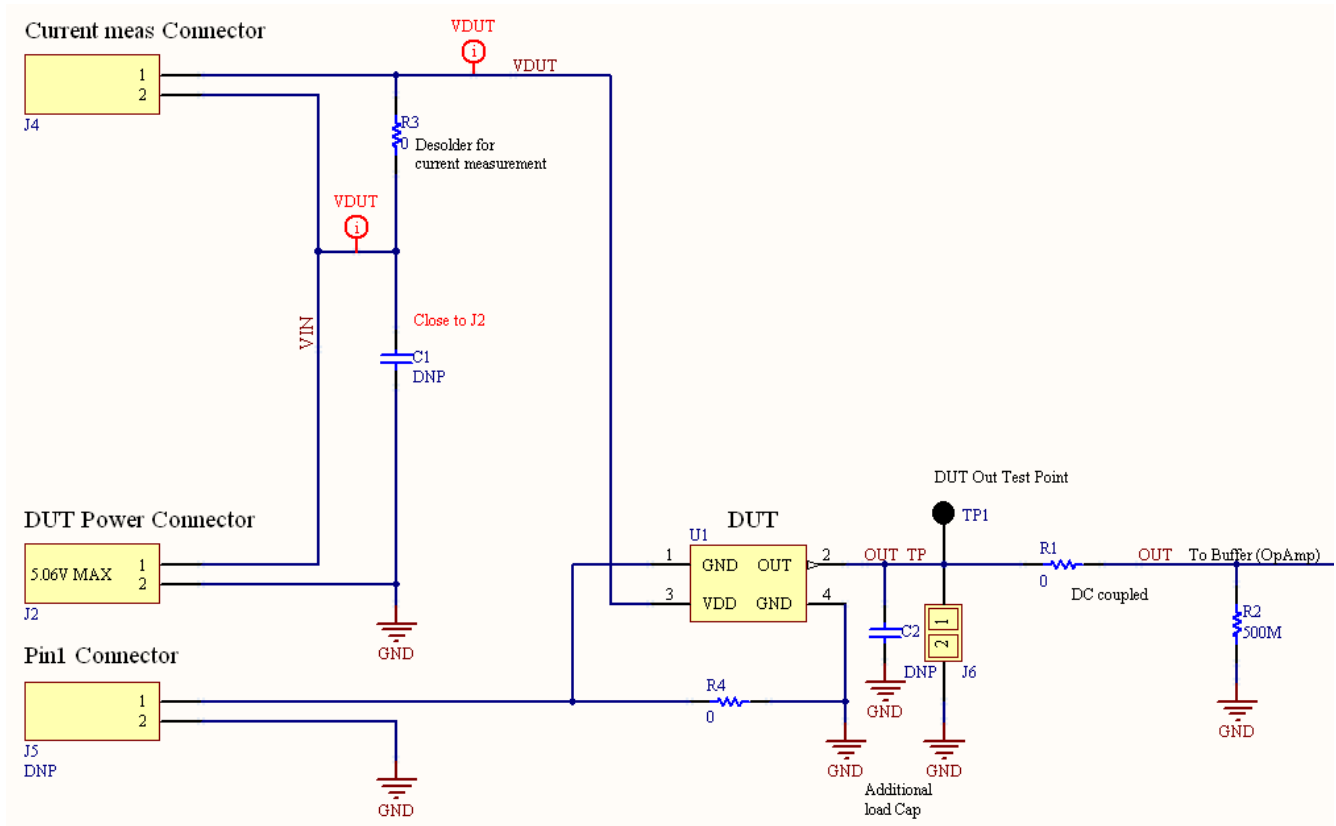 Current meas Connector
1
2
J4
VDUT
i
VDUT
R3
0
Desolder for
current measurement
VDUT
i
VIN
Close to J2
C1
DNP
DUT Power Connector
5.06V MAX
1
2
J2
GND
Pin1 Connector
1
2
J5
DNP
GND
DUT
U1
1
GND
OUT
2
3
VDD
GND
4
R4
0
GND
OUT_TP
C2
DNP
GND
Additional
load Cap
DUT Out Test Point
TP1
1
2
J6
GND
R1
0
DC coupled
OUT
To Buffer (OpAmp)
R2
500M
GND